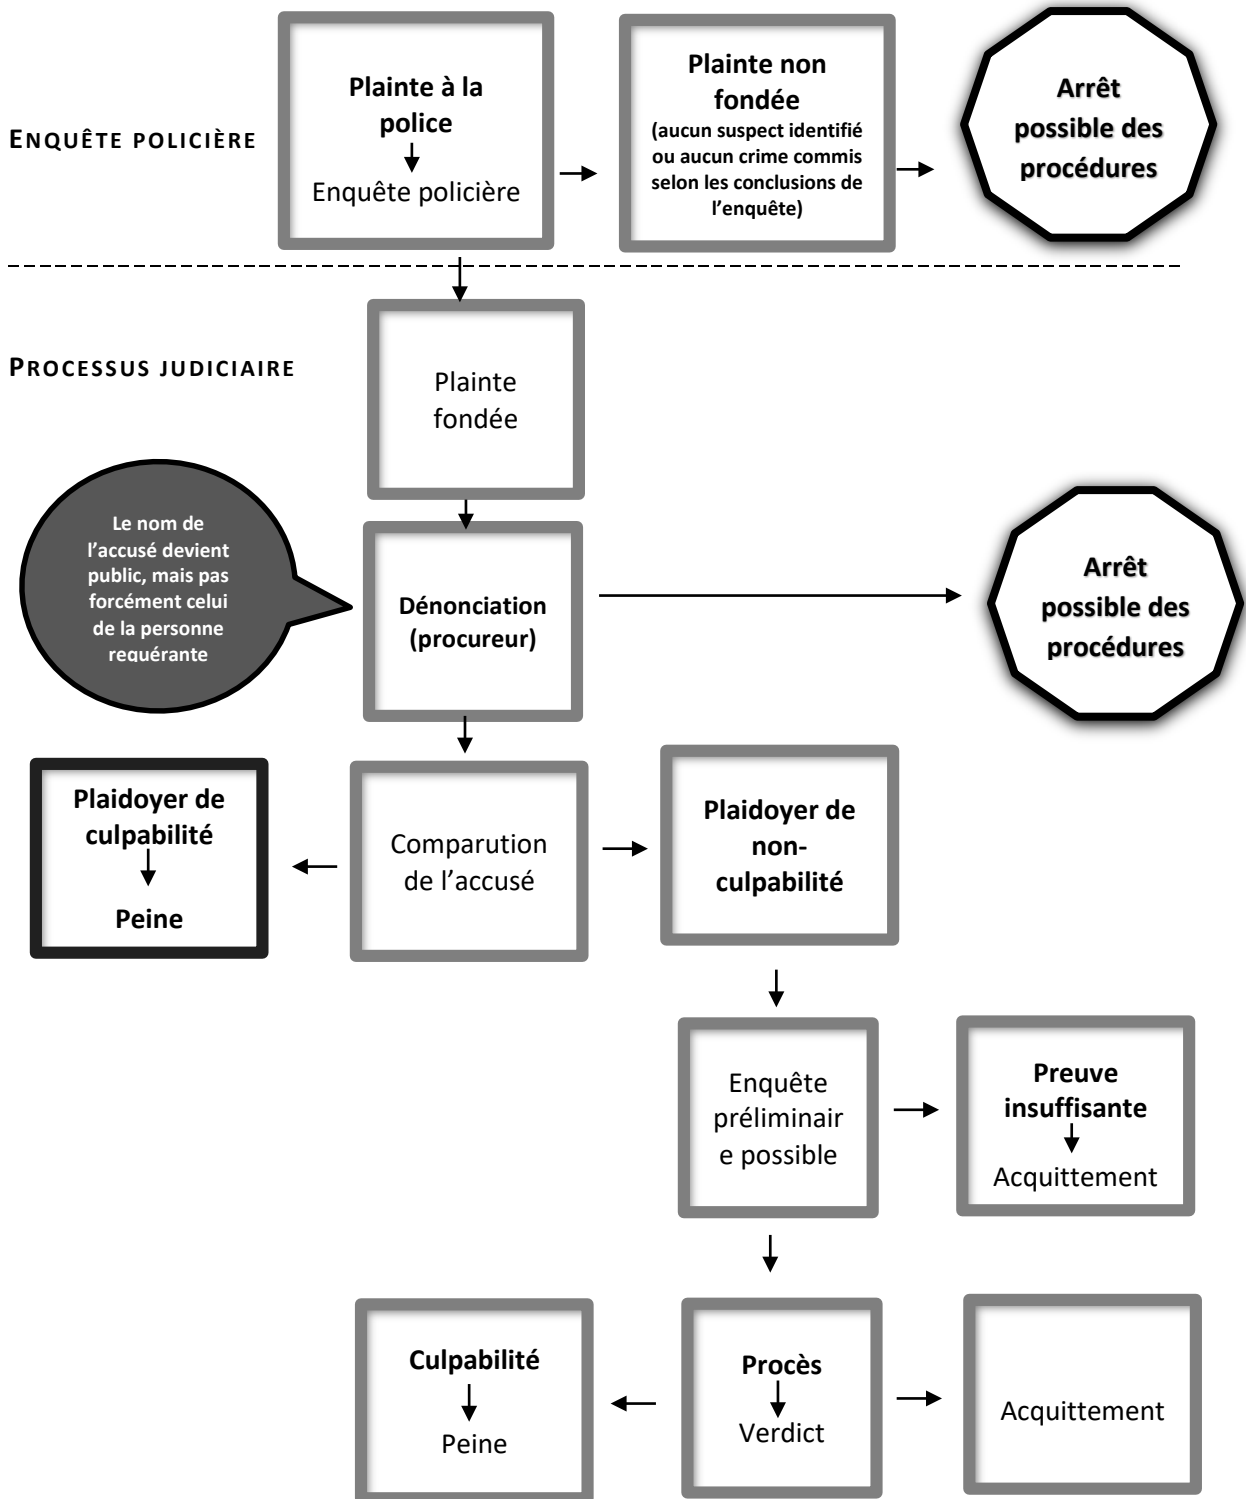 ENQUÊTE POLICIÈRE
Plainte à la
police
Enquête policière
Plainte non
fondée
(aucun suspect identifié
ou aucun crime commis
selon les conclusions de
l’enquête)
Arrêt
possible des
procédures
PROCESSUS JUDICIAIRE
Plainte
fondée
Le nom de
l’accusé devient
public, mais pas
forcément celui
de la personne
requérante
Dénonciation
(procureur)
Arrêt
possible des
procédures
Plaidoyer de
culpabilité
Peine
Comparution
de l’accusé
Plaidoyer de
non-
culpabilité
Enquête
préliminair
e possible
Preuve
insuffisante
Acquittement
Culpabilité
Peine
Procès
Verdict
Acquittement